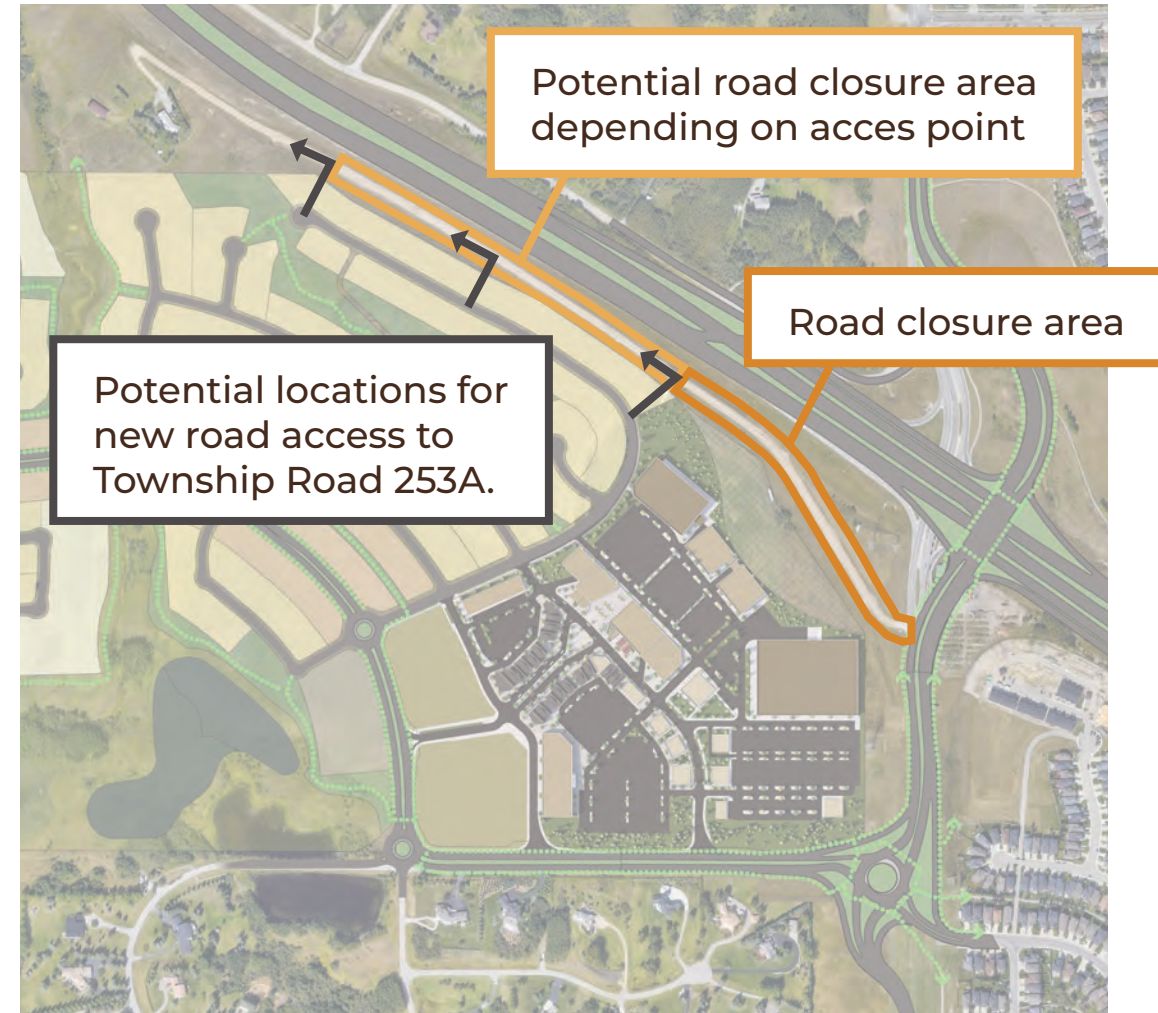 Potential road closure area
depending on acces point
Road closure area
Potential locations for
new road access to
Township Road 253A.